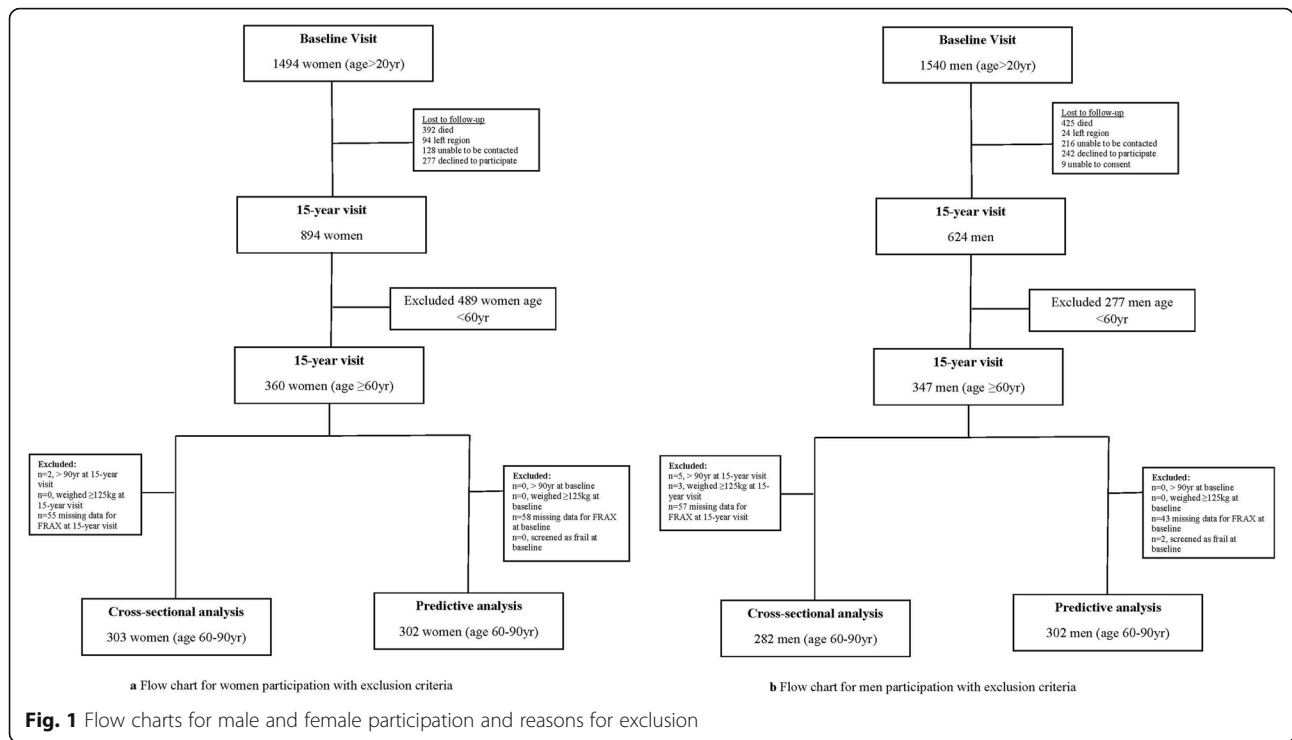 Baseline Visit
1494 women (age>20yr)
Lost to follow-up
392 died
94 left region
128 unable to be contacted
277 declined to participate
15-year visit
894 women
Excluded 489 women age
<60yr
15-year visit
360 women (age ≥60yr)
Excluded:
n=2, > 90yr at 15-year
visit
n=0, weighed ≥125kg at
15-year visit
n=55 missing data for
FRAX at 15-year visit
Excluded:
n=0, > 90yr at baseline
n=0, weighed ≥125kg at
baseline
n=58 missing data for FRAX
at baseline
n=0, screened as frail at
baseline
Cross-sectional analysis
303 women (age 60-90yr)
Predictive analysis
302 women (age 60-90yr)
a Flow chart for women participation with exclusion criteria
Baseline Visit
1540 men (age>20yr)
Lost to follow-up
425 died
24 left region
216 unable to be contacted
242 declined to participate
9 unable to consent
15-year visit
624 men
Excluded 277 men age
<60yr
15-year visit
347 men (age ≥60yr)
Excluded:
n=5, > 90yr at 15-year visit
n=3, weighed ≥125kg at 15-
year visit
n=57 missing data for
FRAX at 15-year visit
Excluded:
n=0, > 90yr at baseline
n=0, weighed ≥125kg at
baseline
n=43 missing data for FRAX at
baseline
n=2, screened as frail at
baseline
Cross-sectional analysis
282 men (age 60-90yr)
Predictive analysis
302 men (age 60-90yr)
b Flow chart for men participation with exclusion criteria
Fig. 1 Flow charts for male and female participation and reasons for exclusion